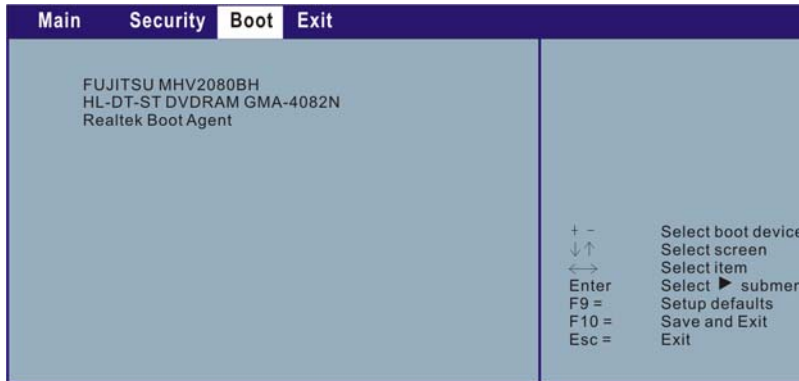 Main Security Boot Exit
FUJITSU MHV2080BH
HL-DT-ST DVDRAM GMA-4082N
Realtek Boot Agent
+ - Select boot device
↓↑ Select screen
←→ Select item
Enter Select ▶ submen
F9 = Setup defaults
F10 = Save and Exit
Esc = Exit